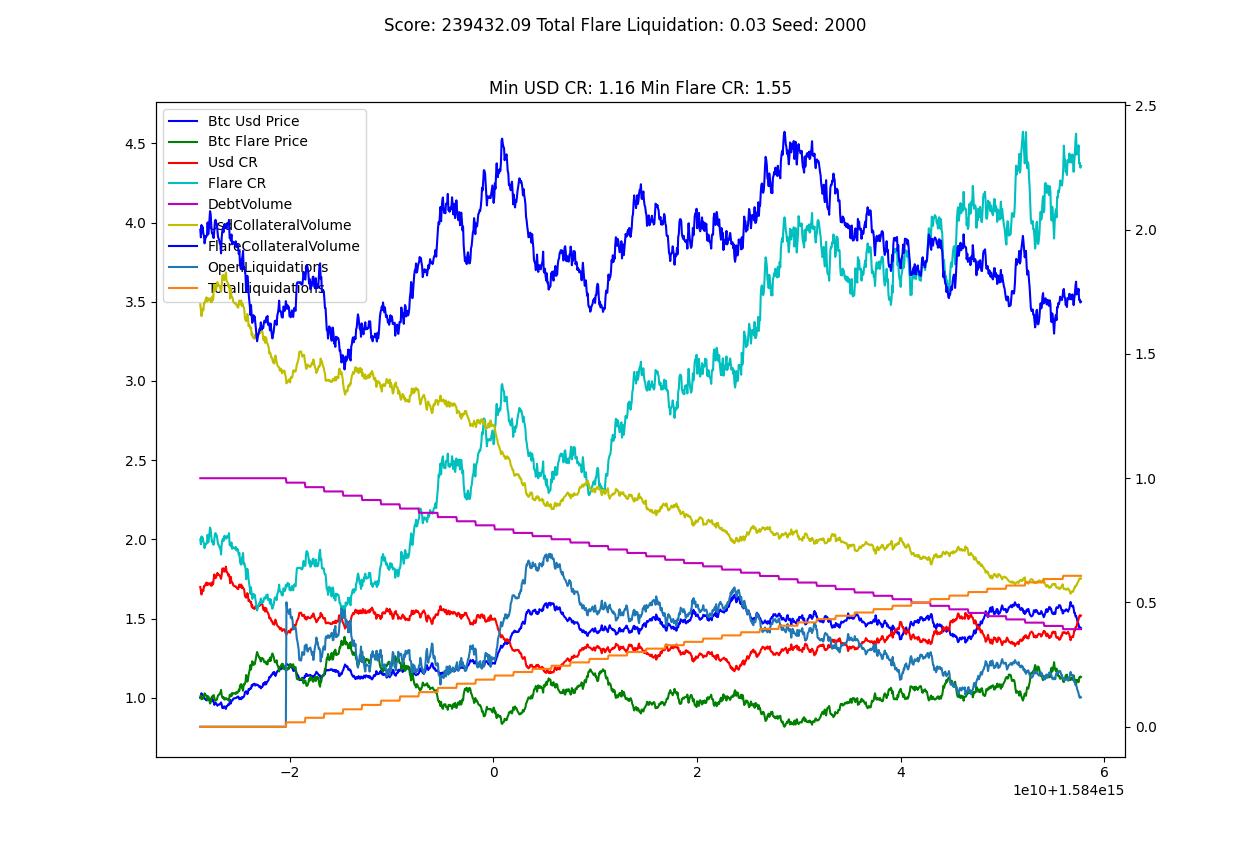 Score: 239432.09 Total Flare Liquidation: 0.03 Seed: 2000
Min USD CR: 1.16 Min Flare CR: 1.55
Btc Usd Price
Btc Flare Price
Usd CR
Flare CR
DebtVolume
UsdCollateralVolume
FlareCollateralVolume
OpenLiquidations
TotalLiquidations
4.5
4.0
3.5
3.0
2.5
2.0
1.5
1.0
2.5
2.0
1.5
1.0
0.5
0.0
−2
0
2
4
6
1e10+1.584e15